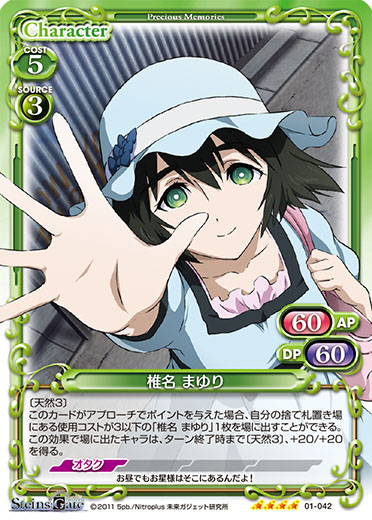 Precious Memories
Character
COST
5
SOURCE
3
60 AP
DP 60
椎名 まゆり
[天然3]
このカードがアプローチでポイントを与えた場合、自分の捨て札置き場
にある使用コストが3以下の「椎名 まゆり」1枚を場に出すことができる。
この効果で場に出たキャラは、ターン終了時まで[天然3]、+20/+20
を得る。
オタク
お昼でもお星様はそこにあるんだよ!
Steins;Gate
©2011 5pb./Nitroplus 未来ガジェット研究所
01-042